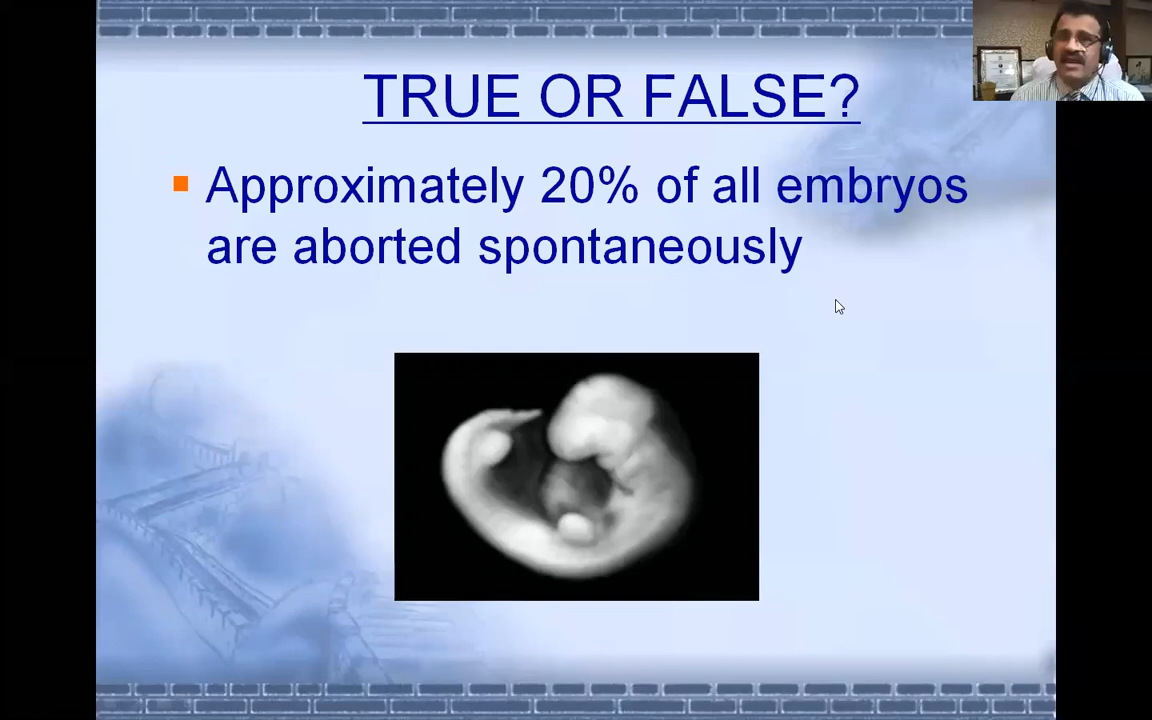 TRUE OR FALSE?
Approximately 20% of all embryos
are aborted spontaneously